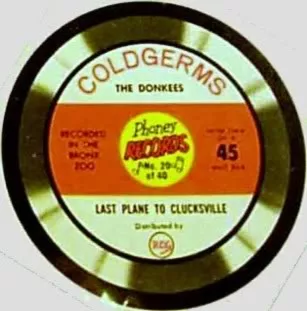 COLDGERMS
THE DONKEES
RECORDED
IN THE
BRONX
ZOO
Phoney
RECORDS
No. 20
of 40
45
LAST PLANE TO CLUCKSVILLE
Distributed by